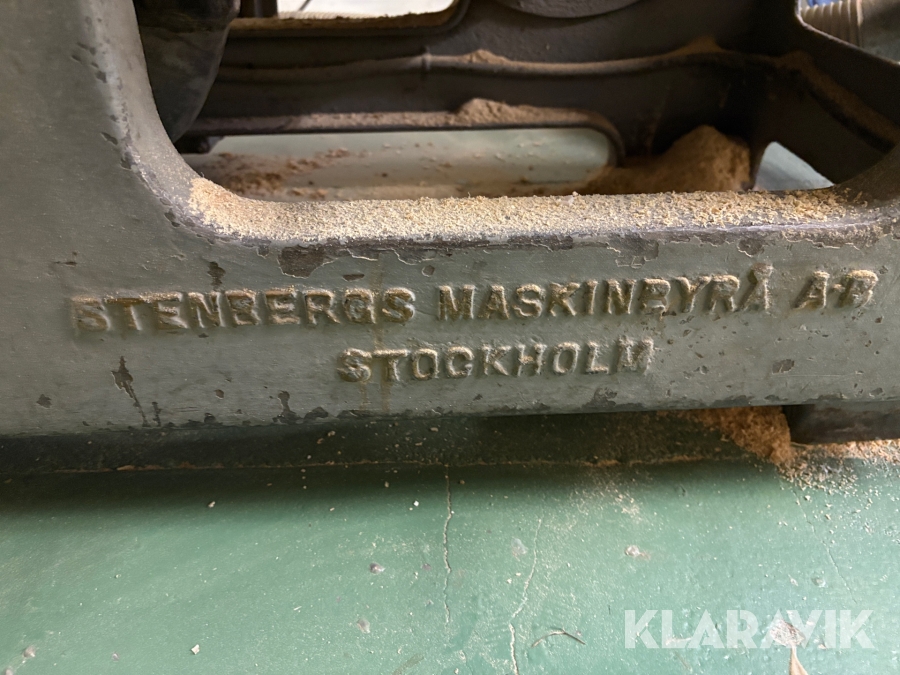 STENBERGS MASKINBYRÅ A-B
STOCKHOLM
KLARAVIK